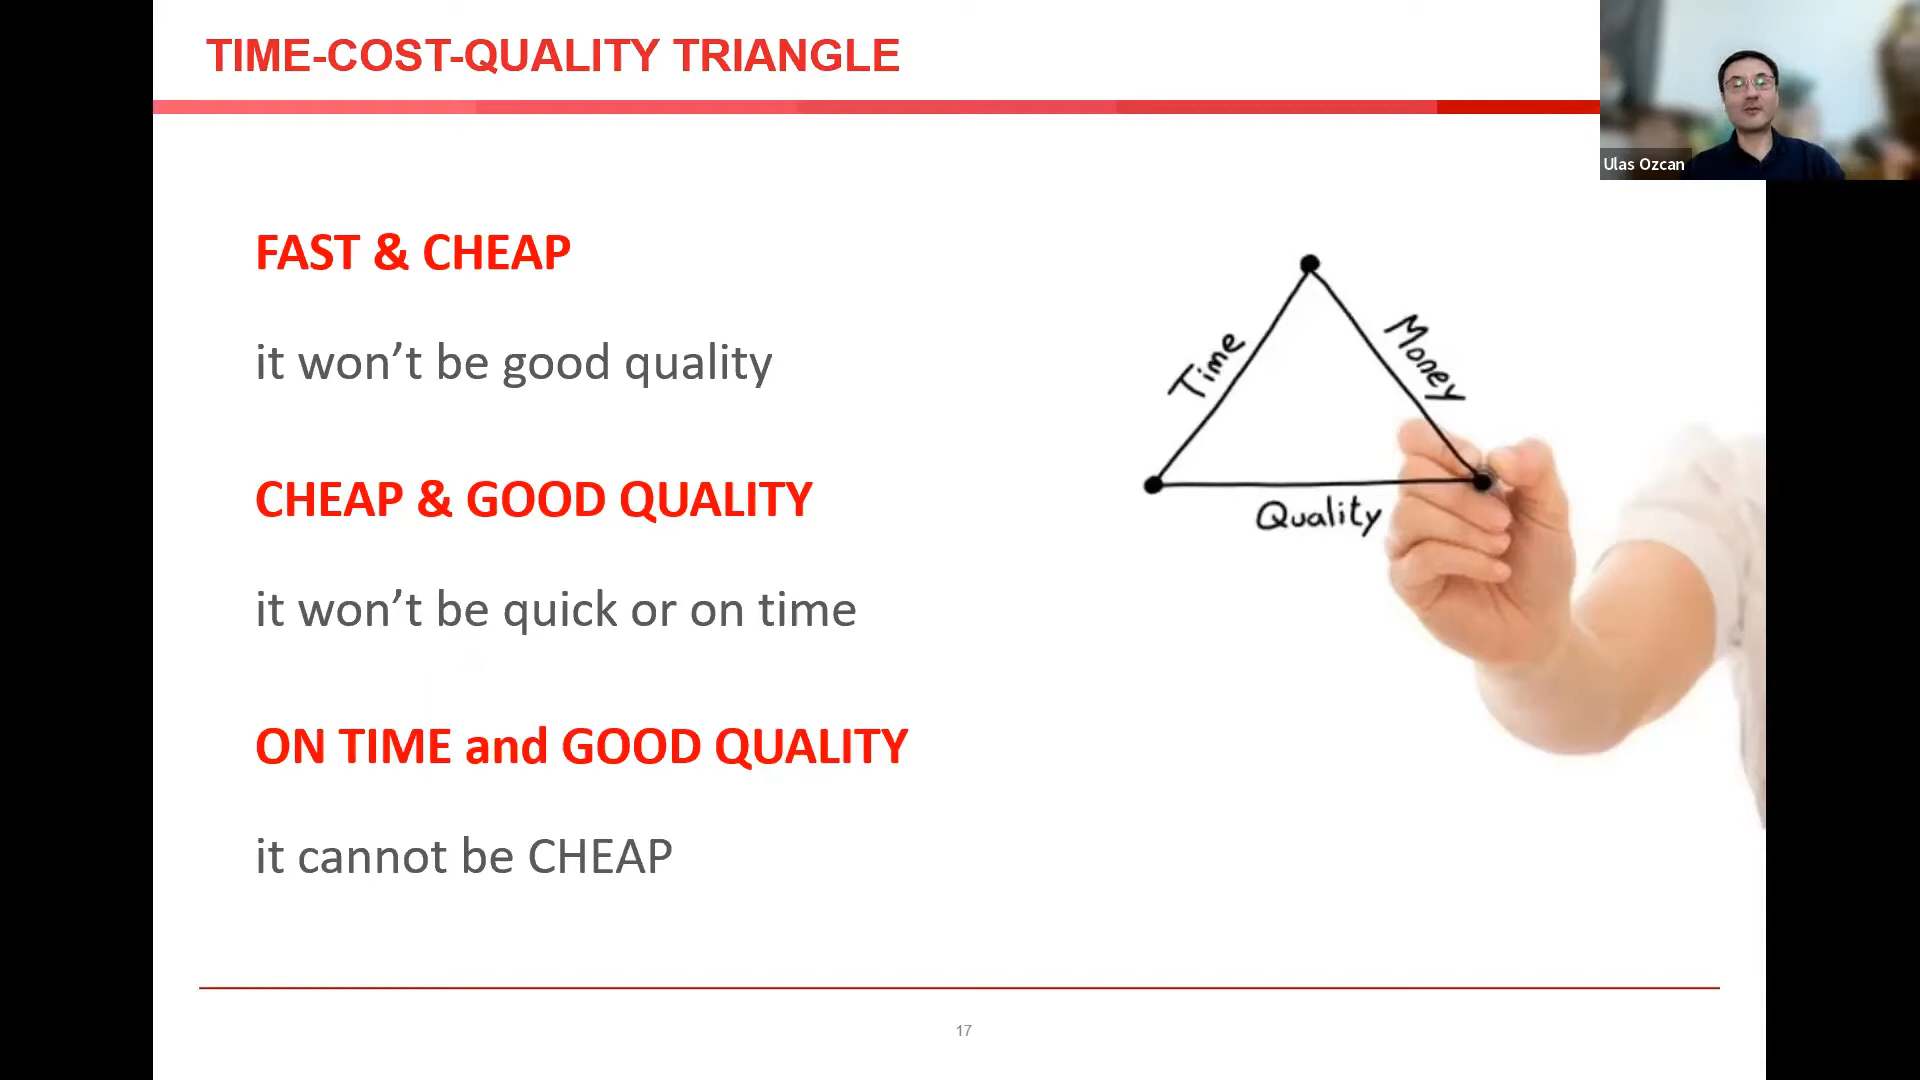 TIME-COST-QUALITY TRIANGLE
Ulas Ozcan
FAST & CHEAP
it won’t be good quality
CHEAP & GOOD QUALITY
it won’t be quick or on time
ON TIME and GOOD QUALITY
it cannot be CHEAP
Time
Money
Quality
17